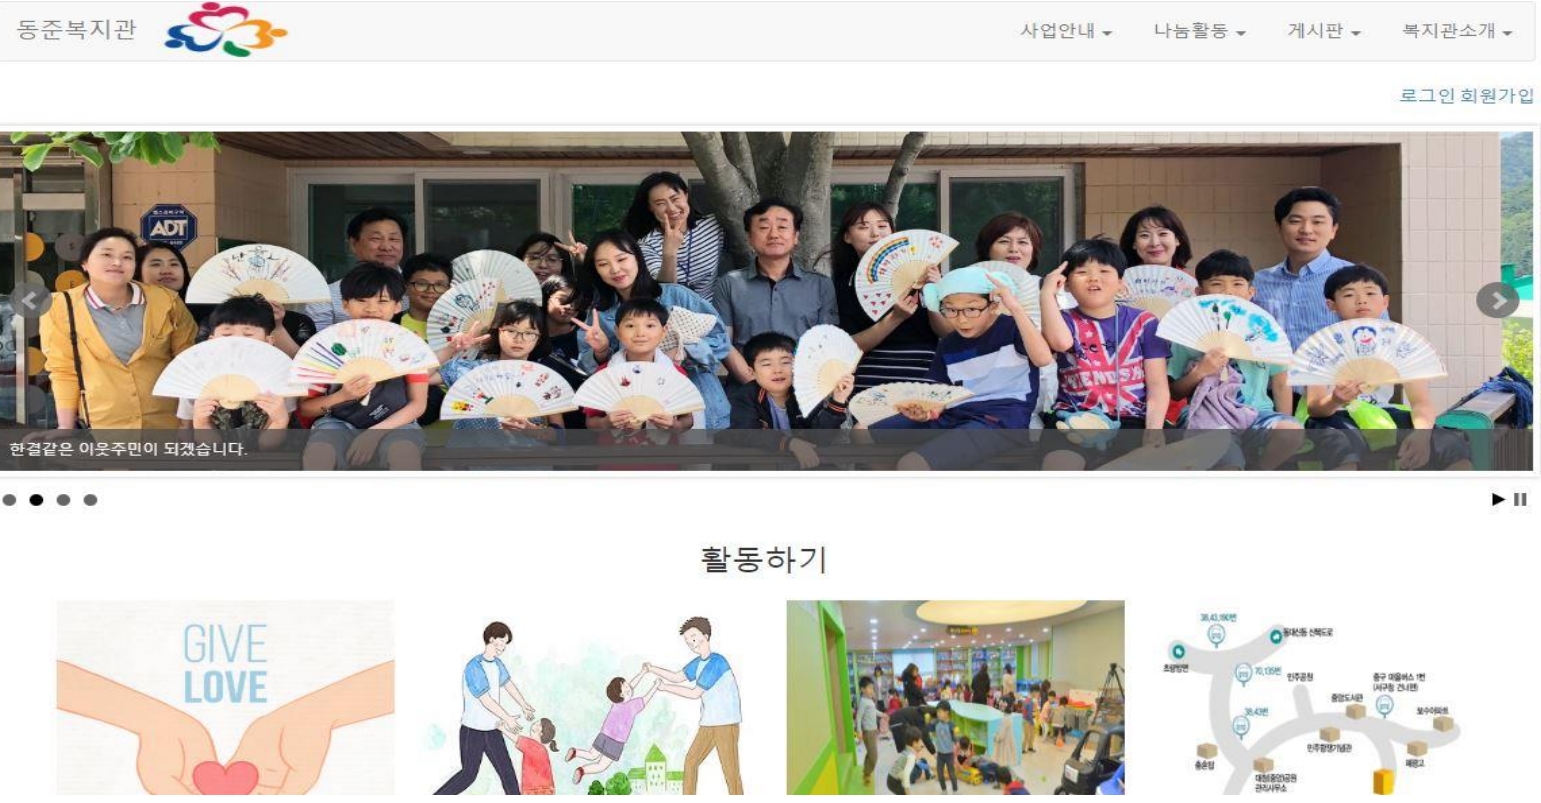 동준복지관
사업안내
나눔활동
게시판
복지관소개
로그인 회원가입
ADT
한결같은 이웃주민이 되겠습니다.
활동하기
GIVE
LOVE
38,43,190번
동대신동 산복도로
초량방면
70,135번
민주공원
중구 마을버스 1번
(서구청 건너편)
중앙도서관
보수아파트
38,43번
민주항쟁기념관
혜광고
충혼탑
대청(중앙)공원
관리사무소